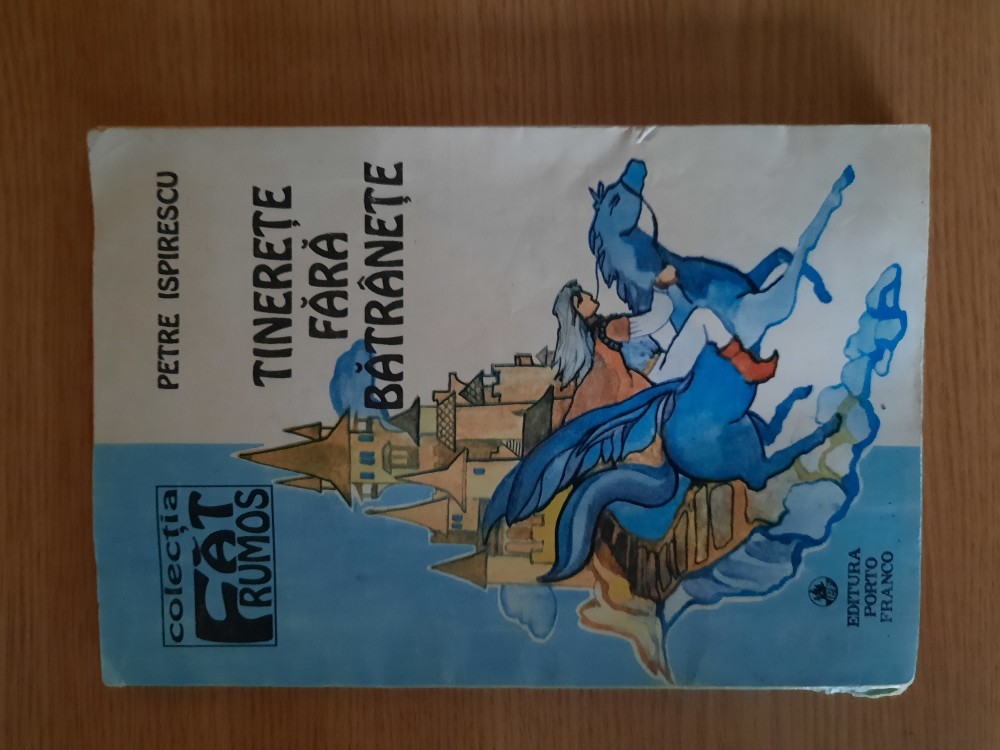 PETRE ISPIRESCU
TINEREȚE
FĂRĂ
BĂTRÂNEȚE
colecția
FĂT
FRUMOS
EDITURA
PORTO
FRANCO